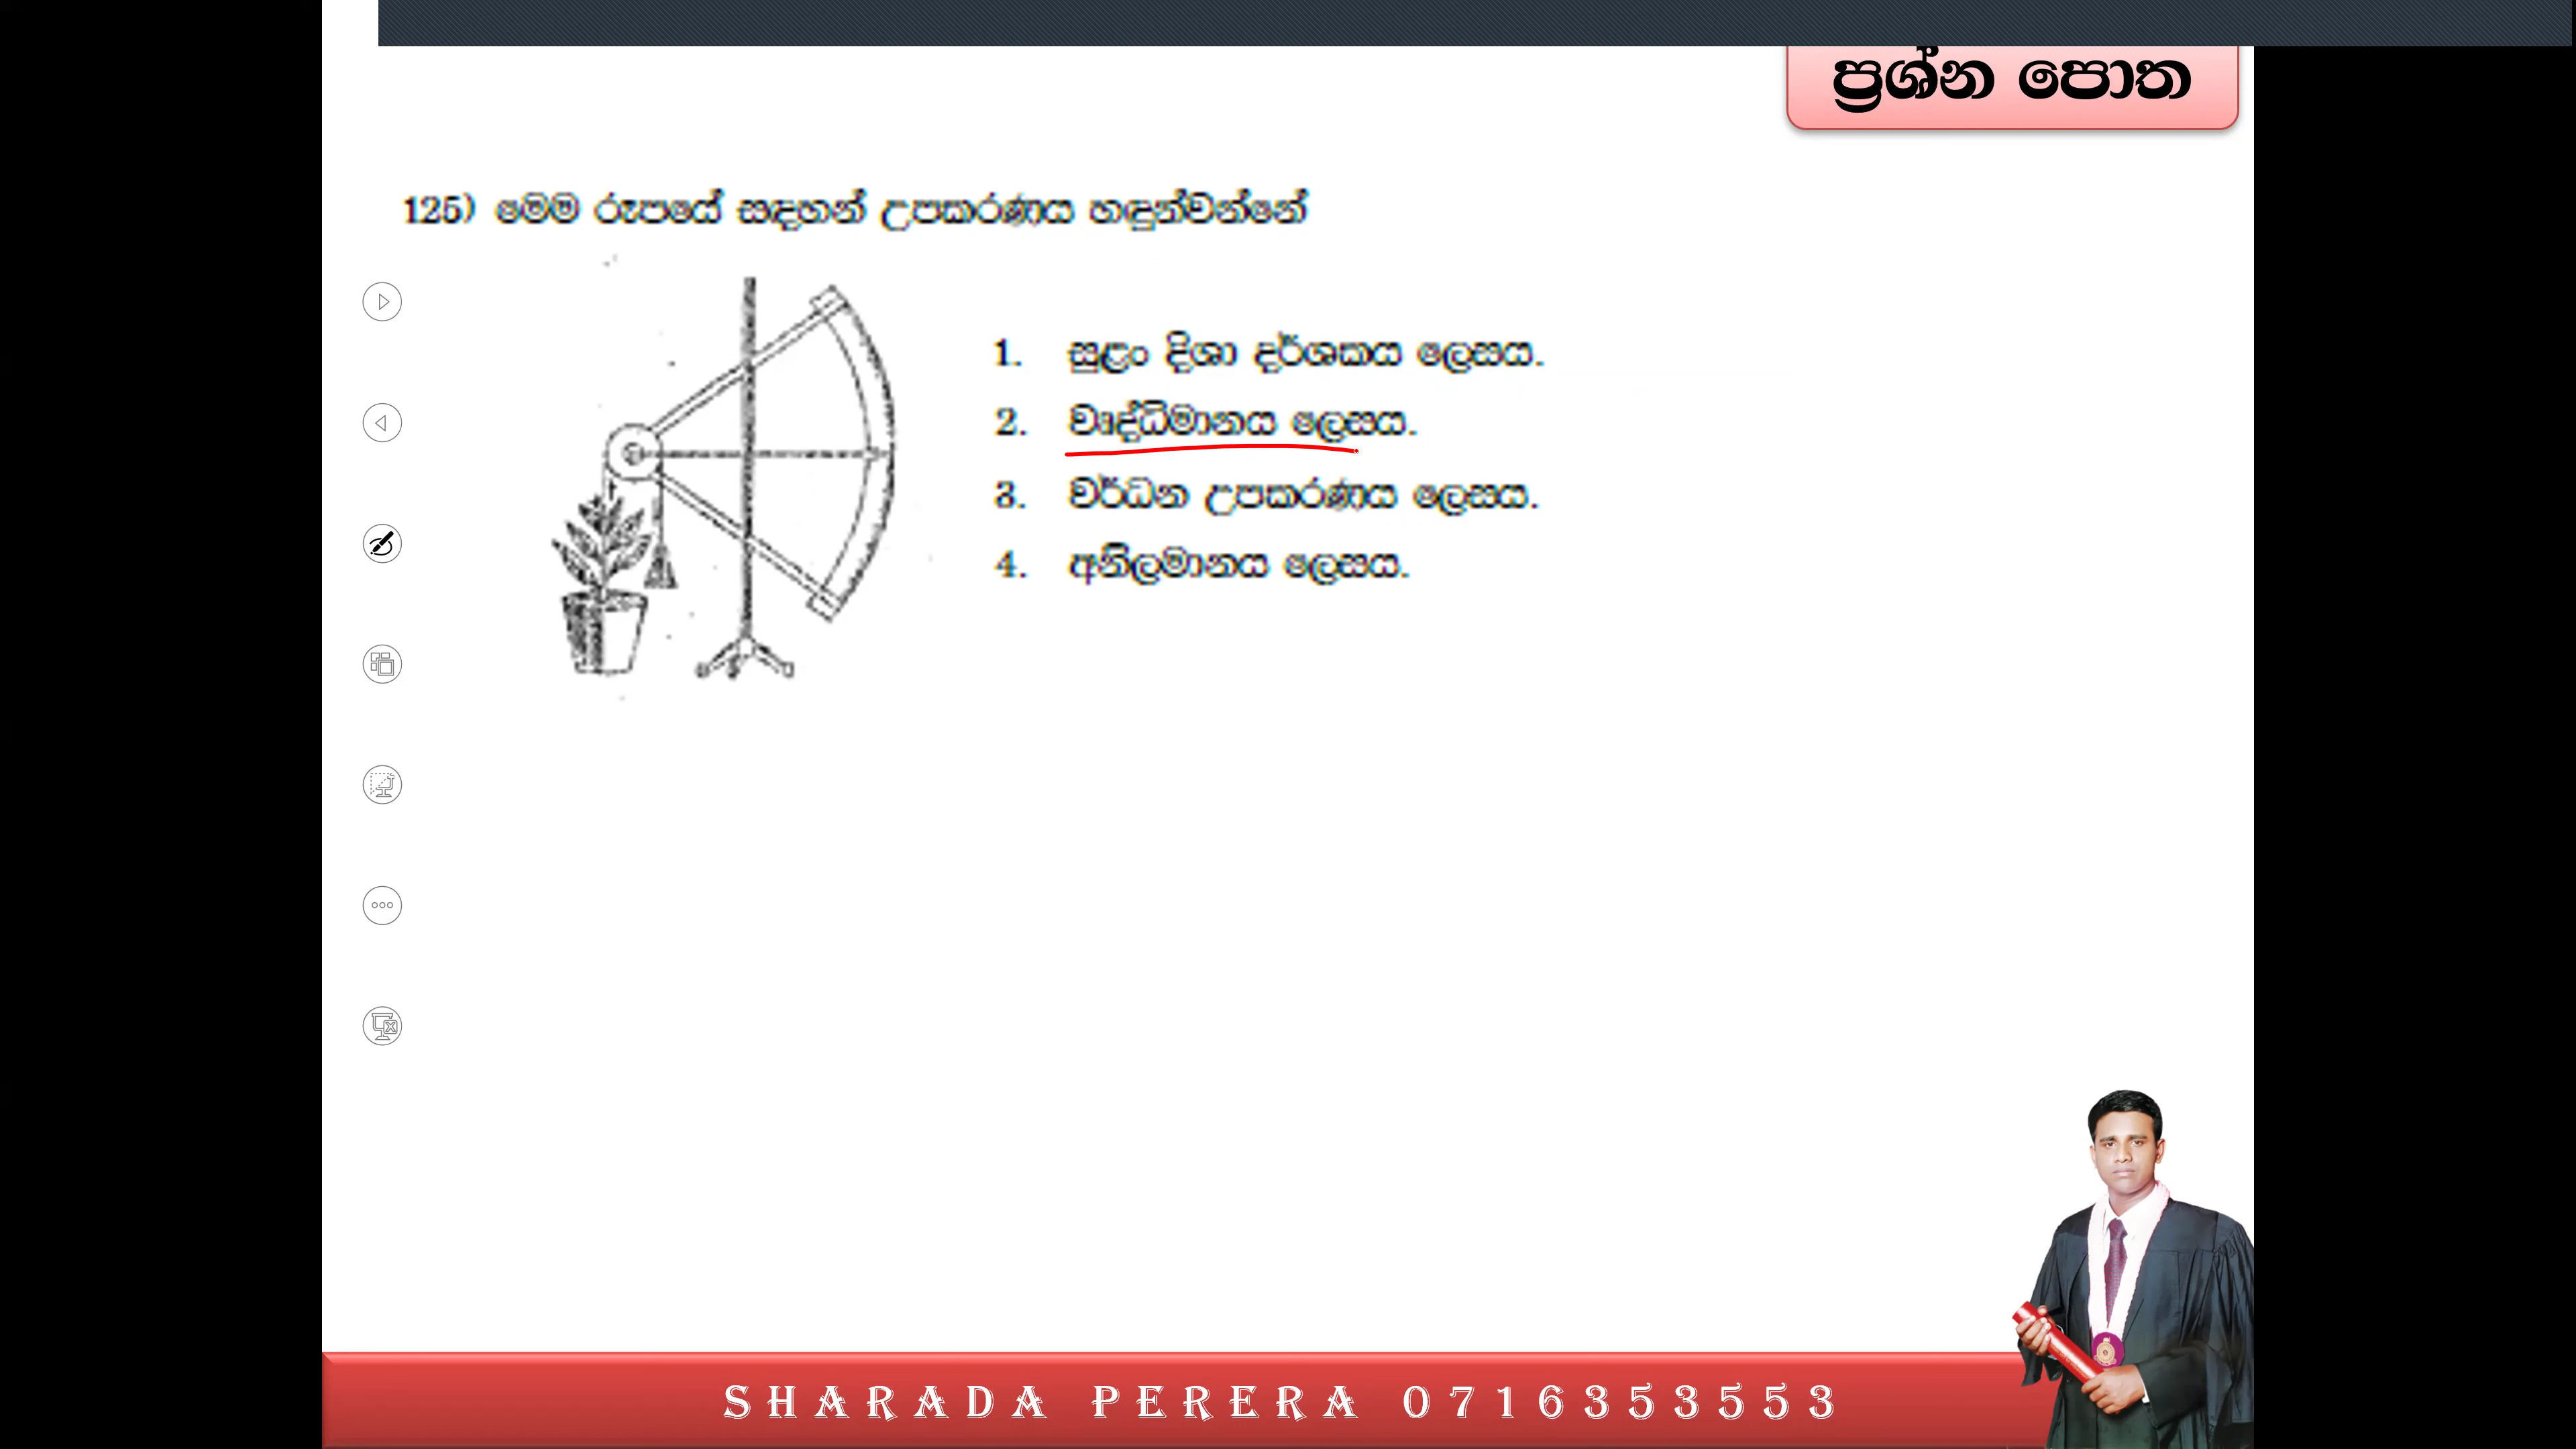 ප්‍රශ්න පොත
125) මෙම රූපයේ සඳහන් උපකරණය හඳුන්වන්නේ
1. සුළං දිශා දර්ශකය ලෙසය.
2. වෘද්ධිමානය ලෙසය.
3. වර්ධන උපකරණය ලෙසය.
4. අනිලමානය ලෙසය.
SHARADA PERERA 0716353553